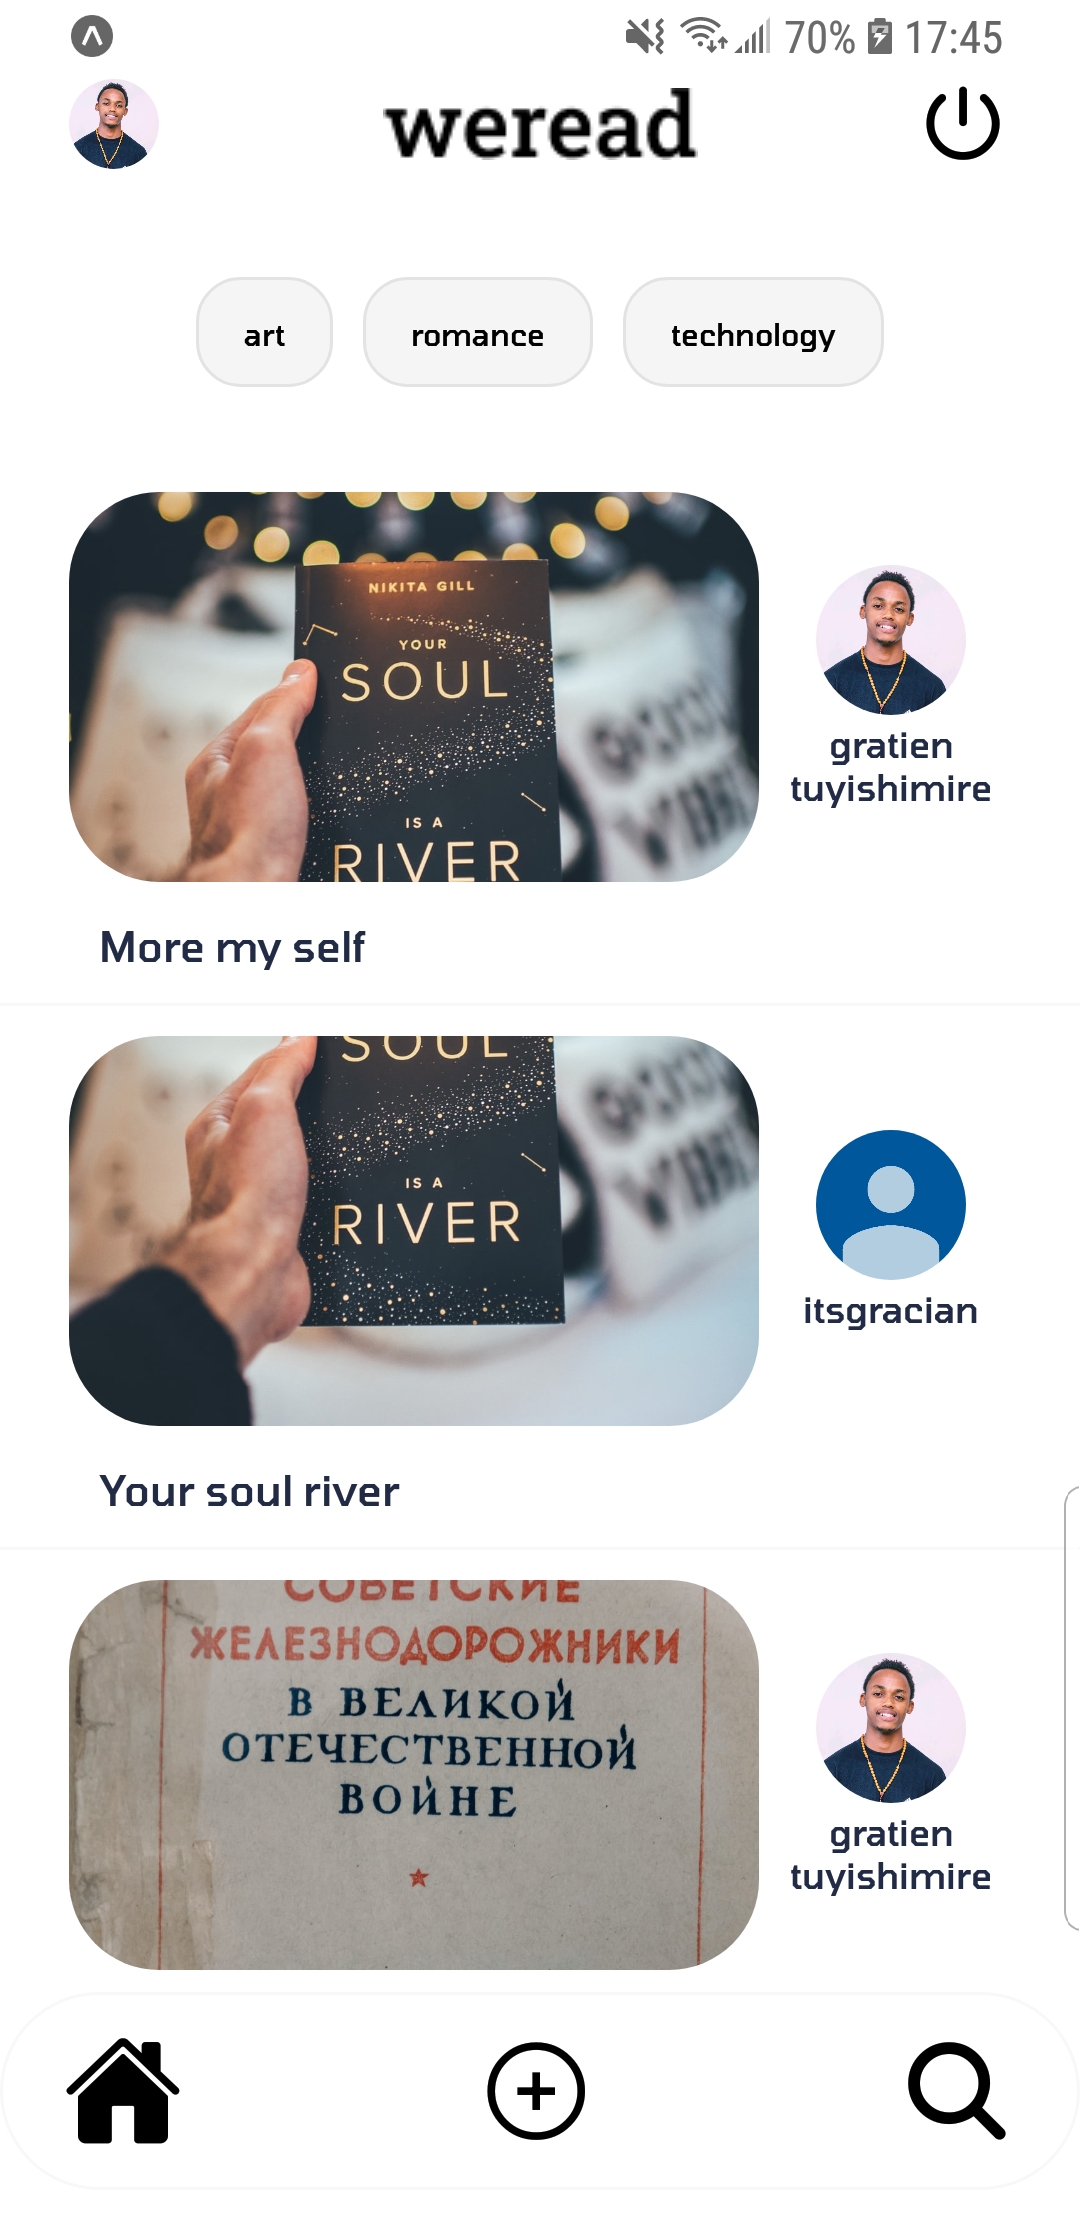 70% 17:45
weread
art romance technology
NIKITA GILL
YOUR
SOUL
IS A
RIVER
gratien
tuyishimire
More my self
SOUL
IS A
RIVER
itsgracian
Your soul river
СОВЕТСКИЕ
ЖЕЛЕЗНОДОРОЖНИКИ
В ВЕЛИКОЙ
ОТЕЧЕСТВЕННОЙ
ВОЙНЕ
gratien
tuyishimire